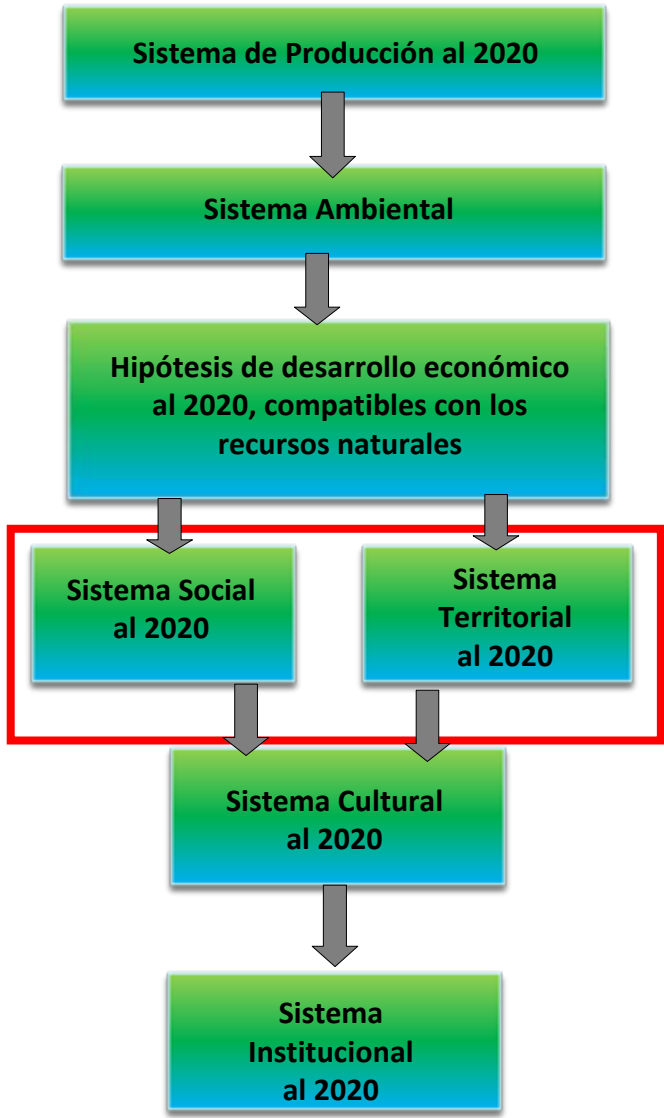 Sistema de Producción al 2020
Sistema Ambiental
Hipótesis de desarrollo económico
al 2020, compatibles con los
recursos naturales
Sistema Social
al 2020
Sistema
Territorial
al 2020
Sistema Cultural
al 2020
Sistema
Institucional
al 2020